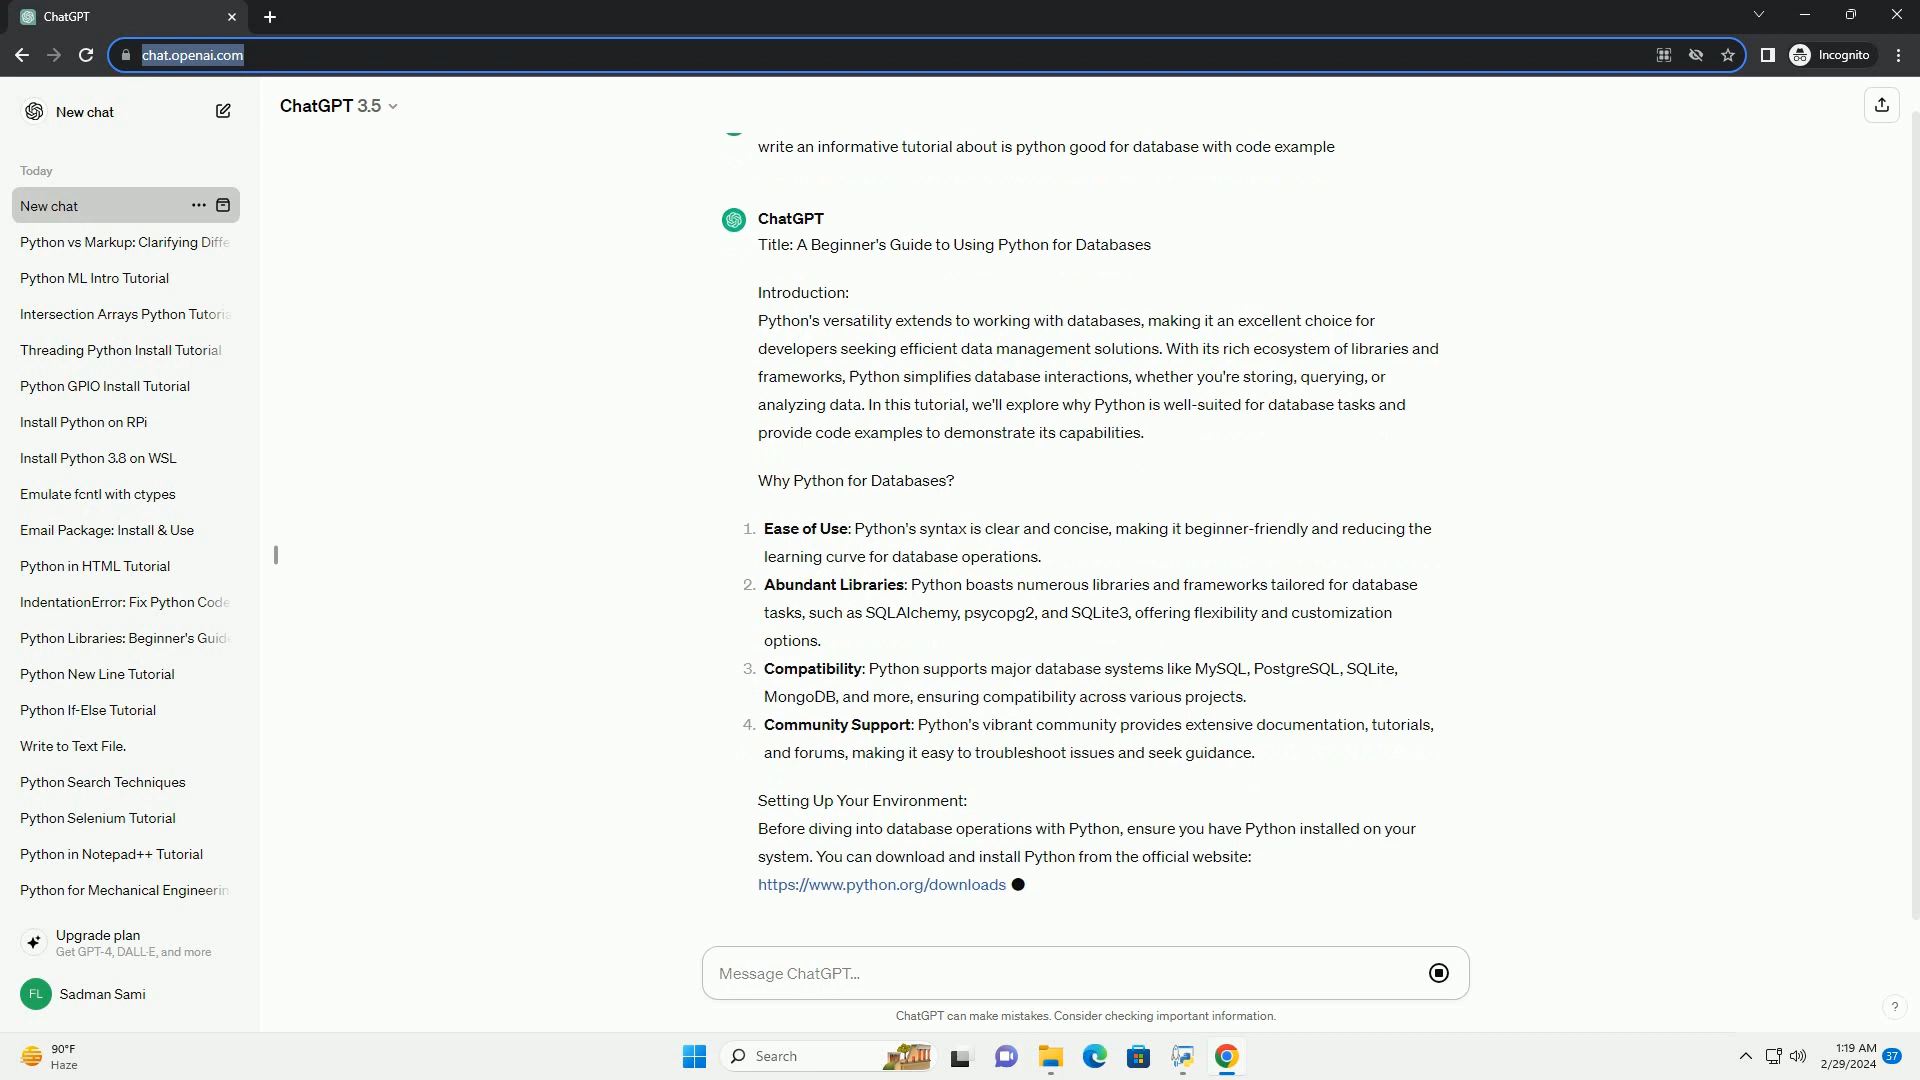 ChatGPT
chat.openai.com
Incognito
New chat
ChatGPT 3.5
Today
New chat
Python vs Markup: Clarifying Diffe
Python ML Intro Tutorial
Intersection Arrays Python Tutoria
Threading Python Install Tutorial
Python GPIO Install Tutorial
Install Python on RPi
Install Python 3.8 on WSL
Emulate fcntl with ctypes
Email Package: Install & Use
Python in HTML Tutorial
IndentationError: Fix Python Code
Python Libraries: Beginner's Guide
Python New Line Tutorial
Python If-Else Tutorial
Write to Text File.
Python Search Techniques
Python Selenium Tutorial
Python in Notepad++ Tutorial
Python for Mechanical Engineerin
Upgrade plan
Get GPT-4, DALL·E, and more
FL
Sadman Sami
write an informative tutorial about is python good for database with code example
ChatGPT
Title: A Beginner's Guide to Using Python for Databases
Introduction:
Python's versatility extends to working with databases, making it an excellent choice for
developers seeking efficient data management solutions. With its rich ecosystem of libraries and
frameworks, Python simplifies database interactions, whether you're storing, querying, or
analyzing data. In this tutorial, we'll explore why Python is well-suited for database tasks and
provide code examples to demonstrate its capabilities.
Why Python for Databases?
1. Ease of Use: Python's syntax is clear and concise, making it beginner-friendly and reducing the
learning curve for database operations.
2. Abundant Libraries: Python boasts numerous libraries and frameworks tailored for database
tasks, such as SQLAlchemy, psycopg2, and SQLite3, offering flexibility and customization
options.
3. Compatibility: Python supports major database systems like MySQL, PostgreSQL, SQLite,
MongoDB, and more, ensuring compatibility across various projects.
4. Community Support: Python's vibrant community provides extensive documentation, tutorials,
and forums, making it easy to troubleshoot issues and seek guidance.
Setting Up Your Environment:
Before diving into database operations with Python, ensure you have Python installed on your
system. You can download and install Python from the official website:
https://www.python.org/downloads
Message ChatGPT...
ChatGPT can make mistakes. Consider checking important information.
?
90°F
Haze
Search
1:19 AM
2/29/2024
37